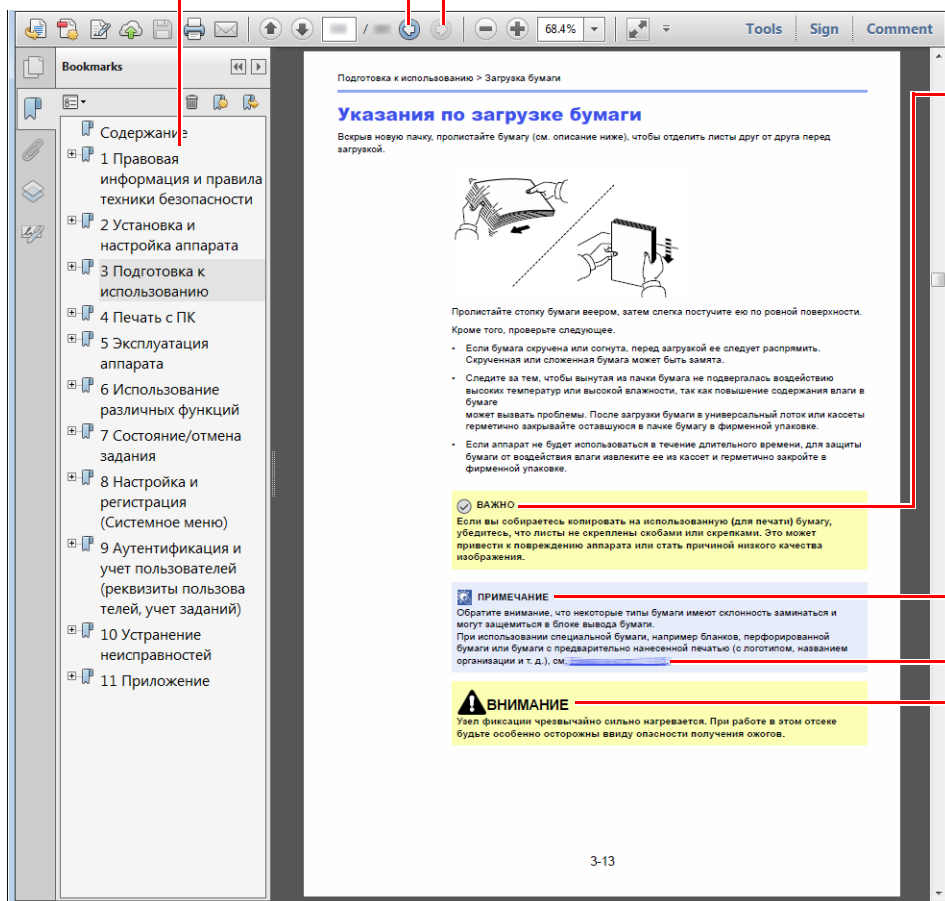 /
68.4%
Tools
Sign
Comment
Bookmarks
Содержание
1 Правовая
информация и правила
техники безопасности
2 Установка и
настройка аппарата
3 Подготовка к
использованию
4 Печать с ПК
5 Эксплуатация
аппарата
6 Использование
различных функций
7 Состояние/отмена
задания
8 Настройка и
регистрация
(Системное меню)
9 Аутентификация и
учет пользователей
(реквизиты пользова
телей, учет заданий)
10 Устранение
неисправностей
11 Приложение
Подготовка к использованию > Загрузка бумаги
Указания по загрузке бумаги
Вскрыв новую пачку, пролистайте бумагу (см. описание ниже), чтобы отделить листы друг от друга перед
загрузкой.
Пролистайте стопку бумаги веером, затем слегка постучите ею по ровной поверхности.
Кроме того, проверьте следующее.
• Если бумага скручена или согнута, перед загрузкой ее следует распрямить.
Скрученная или сложенная бумага может быть замята.
• Следите за тем, чтобы вынутая из пачки бумага не подвергалась воздействию
высоких температур или высокой влажности, так как повышение содержания влаги в
бумаге
может вызвать проблемы. После загрузки бумаги в универсальный лоток или кассеты
герметично закрывайте оставшуюся в пачке бумагу в фирменной упаковке.
• Если аппарат не будет использоваться в течение длительного времени, для защиты
бумаги от воздействия влаги извлеките ее из кассет и герметично закройте в
фирменной упаковке.
ВАЖНО
Если вы собираетесь копировать на использованную (для печати) бумагу,
убедитесь, что листы не скреплены скобами или скрепками. Это может
привести к повреждению аппарата или стать причиной низкого качества
изображения.
ПРИМЕЧАНИЕ
Обратите внимание, что некоторые типы бумаги имеют склонность заминаться и
могут защемиться в блоке вывода бумаги.
При использовании специальной бумаги, например бланков, перфорированной
бумаги или бумаги с предварительно нанесенной печатью (с логотипом, названием
организации и т. д.), см.
ВНИМАНИЕ
Узел фиксации чрезвычайно сильно нагревается. При работе в этом отсеке
будьте особенно осторожны ввиду опасности получения ожогов.
3-13